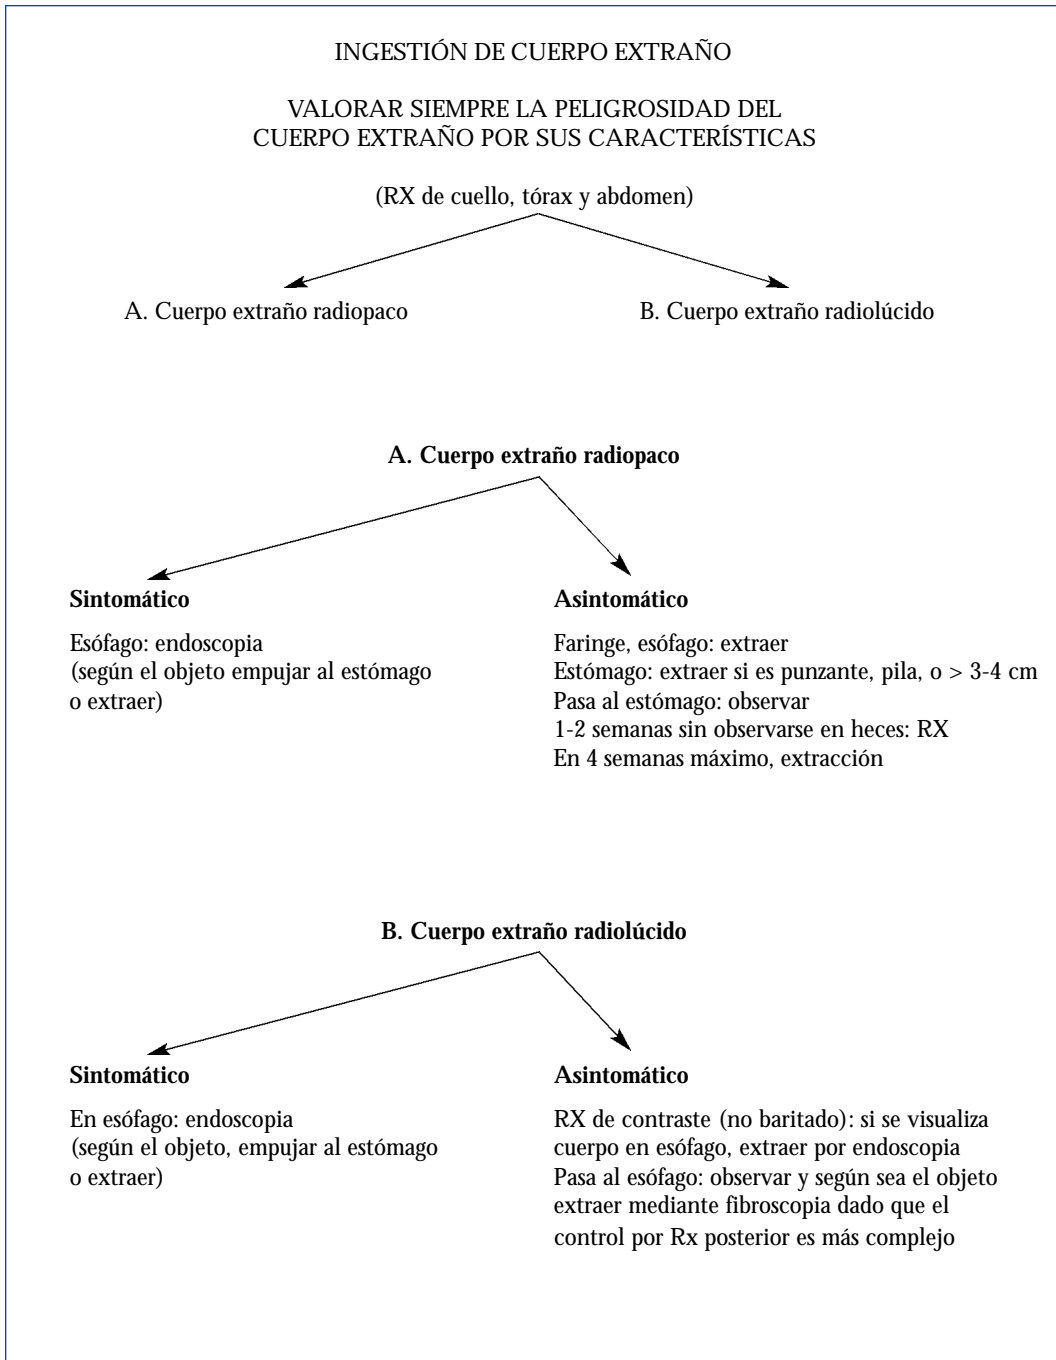 INGESTIÓN DE CUERPO EXTRAÑO
VALORAR SIEMPRE LA PELIGROSIDAD DEL
CUERPO EXTRAÑO POR SUS CARACTERÍSTICAS
(RX de cuello, tórax y abdomen)
A. Cuerpo extraño radiopaco
B. Cuerpo extraño radiolúcido
A. Cuerpo extraño radiopaco
Sintomático
Esófago: endoscopia
(según el objeto empujar al estómago
o extraer)
Asintomático
Faringe, esófago: extraer
Estómago: extraer si es punzante, pila, o > 3-4 cm
Pasa al estómago: observar
1-2 semanas sin observarse en heces: RX
En 4 semanas máximo, extracción
B. Cuerpo extraño radiolúcido
Sintomático
En esófago: endoscopia
(según el objeto, empujar al estómago
o extraer)
Asintomático
RX de contraste (no baritado): si se visualiza
cuerpo en esófago, extraer por endoscopia
Pasa al esófago: observar y según sea el objeto
extraer mediante fibroscopia dado que el
control por Rx posterior es más complejo